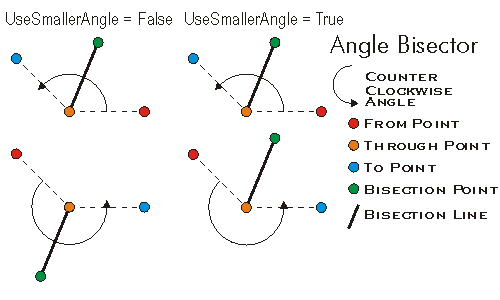 UseSmallerAngle = False
UseSmallerAngle = True
Angle Bisector
COUNTER
CLOCKWISE
ANGLE
FROM POINT
THROUGH POINT
TO POINT
BISECTION POINT
BISECTION LINE